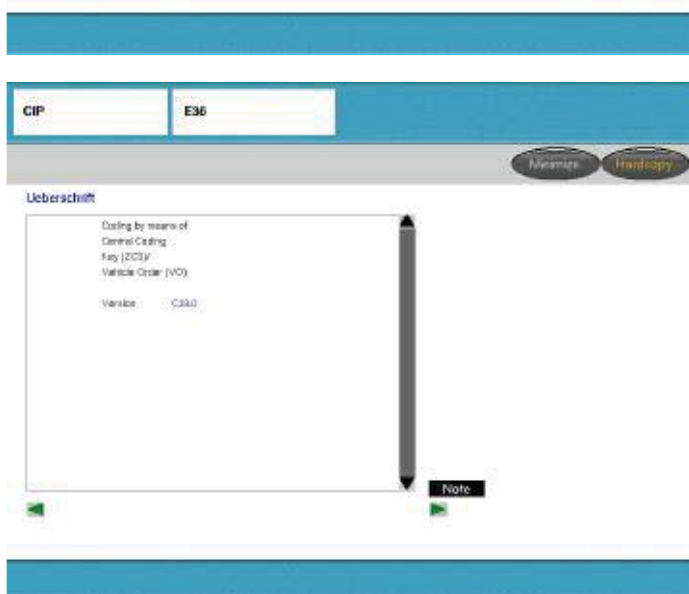 CIP
E36
Minimize
Hardcopy
Ueberschrift
Coding by means of
Central Coding
Key (ZCS)/
Vehicle Order (VO)
Version
Note